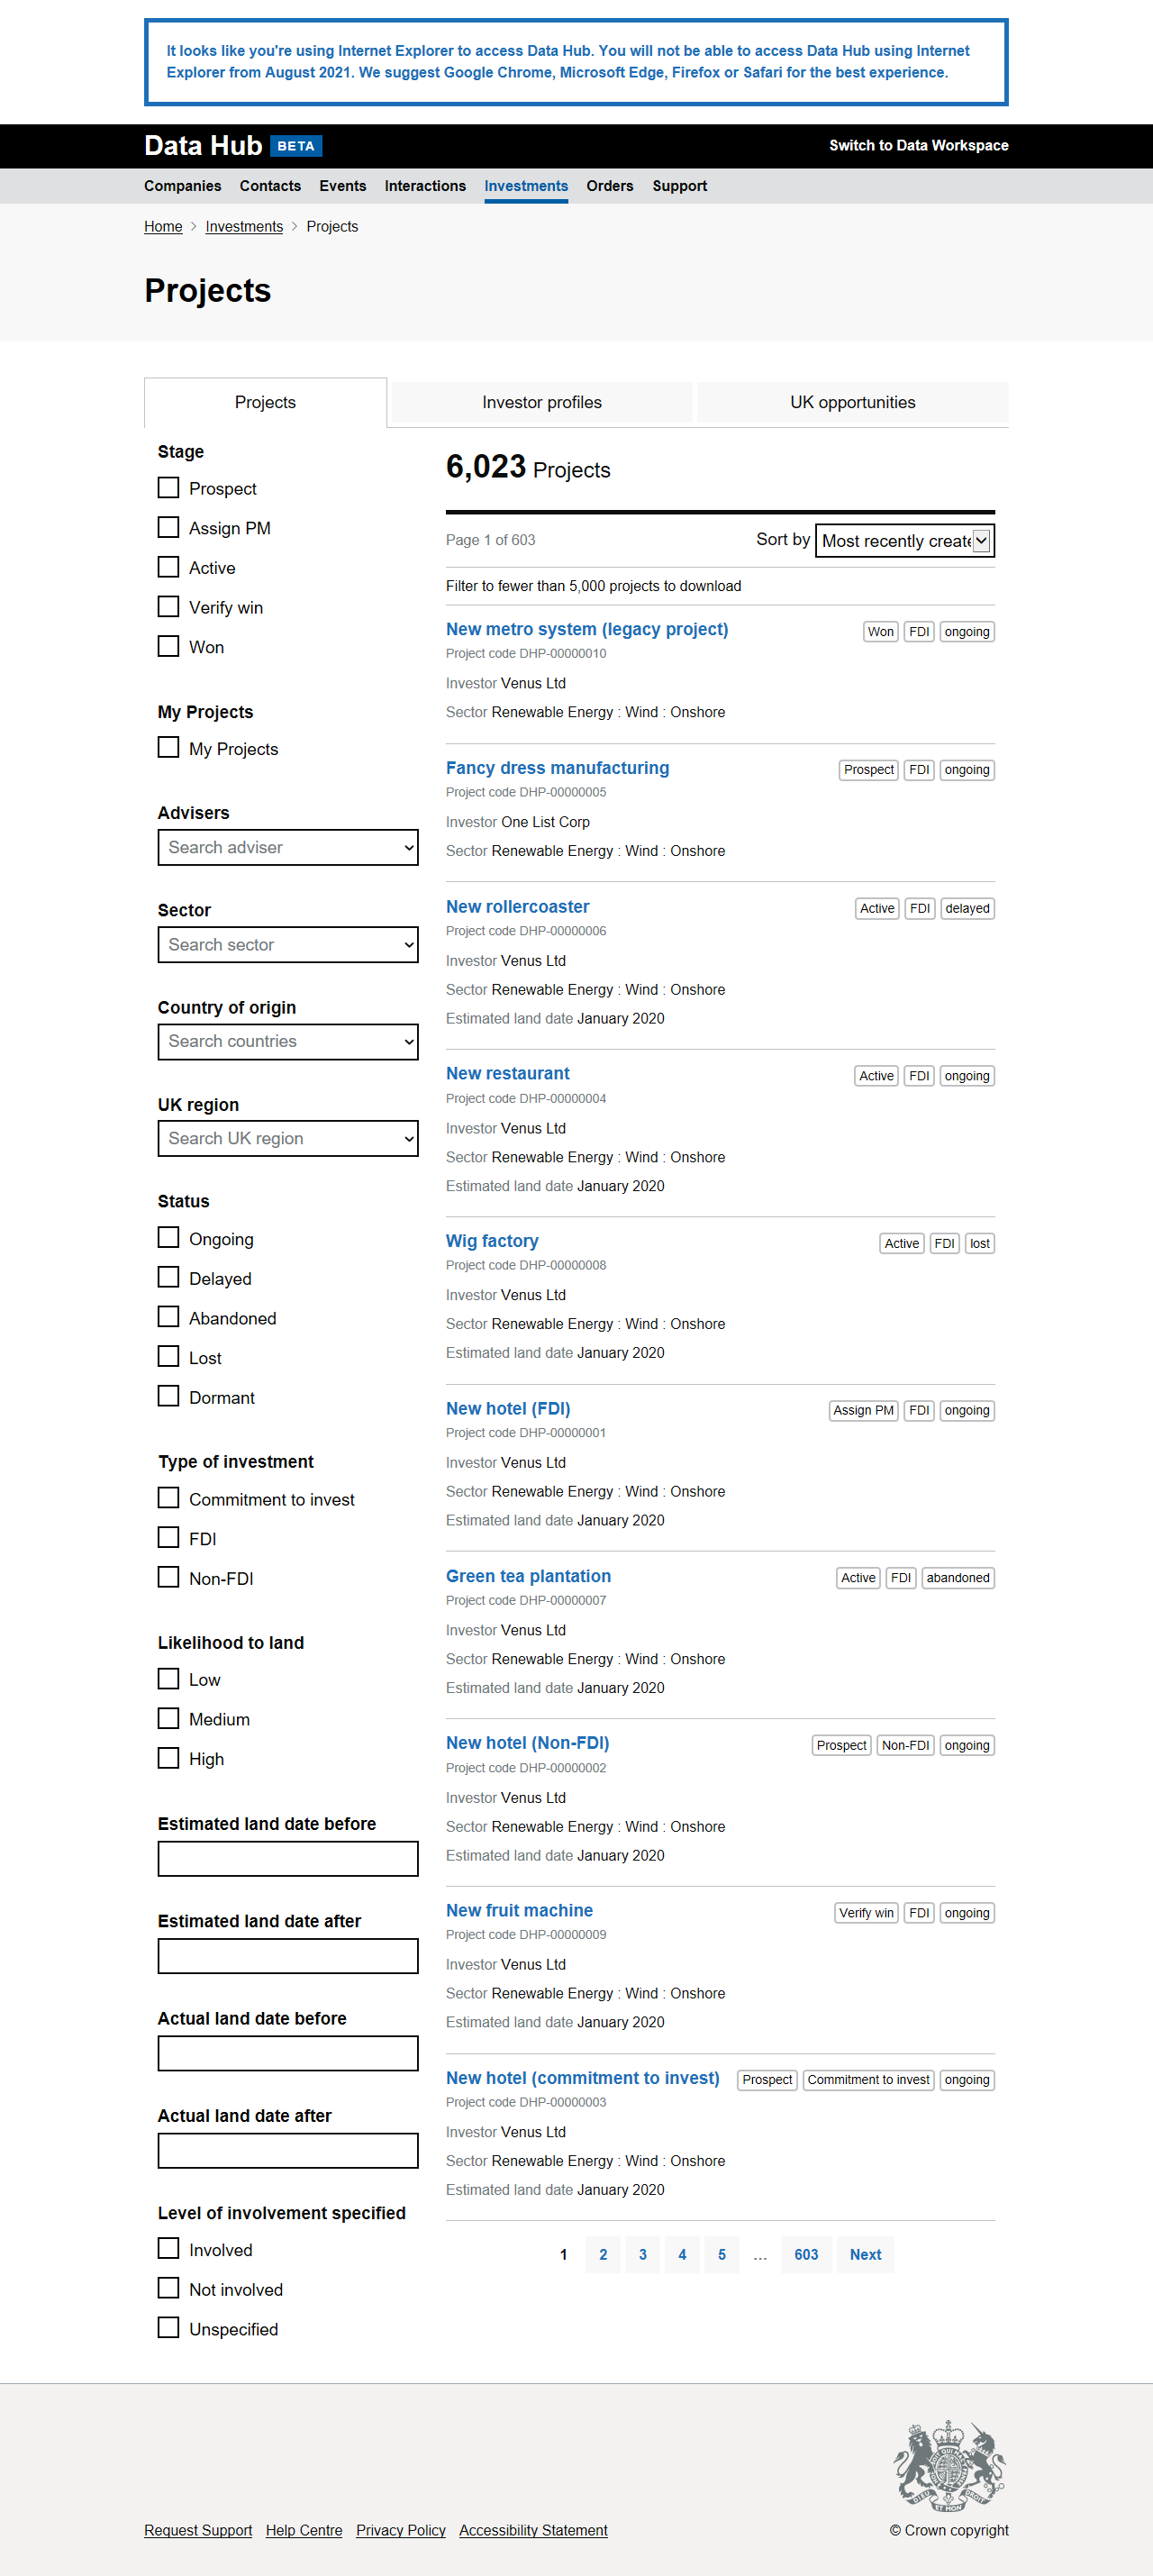 It looks like you're using Internet Explorer to access Data Hub. You will not be able to access Data Hub using Internet
Explorer from August 2021. We suggest Google Chrome, Microsoft Edge, Firefox or Safari for the best experience.
Data Hub BETA Switch to Data Workspace
Companies Contacts Events Interactions Investments Orders Support
Home Investments Projects
Projects
Projects Investor profiles UK opportunities
Stage
Prospect
Assign PM
Active
Verify win
Won
My Projects
My Projects
Advisers
Search adviser
Sector
Search sector
Country of origin
Search countries
UK region
Search UK region
Status
Ongoing
Delayed
Abandoned
Lost
Dormant
Type of investment
Commitment to invest
FDI
Non-FDI
Likelihood to land
Low
Medium
High
Estimated land date before
Estimated land date after
Actual land date before
Actual land date after
Level of involvement specified
Involved
Not involved
Unspecified
6,023 Projects
Page 1 of 603 Sort by Most recently create
Filter to fewer than 5,000 projects to download
New metro system (legacy project) Won FDI ongoing
Project code DHP-00000010
Investor Venus Ltd
Sector Renewable Energy : Wind : Onshore
Fancy dress manufacturing Prospect FDI ongoing
Project code DHP-00000005
Investor One List Corp
Sector Renewable Energy : Wind : Onshore
New rollercoaster Active FDI delayed
Project code DHP-00000006
Investor Venus Ltd
Sector Renewable Energy : Wind : Onshore
Estimated land date January 2020
New restaurant Active FDI ongoing
Project code DHP-00000004
Investor Venus Ltd
Sector Renewable Energy : Wind : Onshore
Estimated land date January 2020
Wig factory Active FDI lost
Project code DHP-00000008
Investor Venus Ltd
Sector Renewable Energy : Wind : Onshore
Estimated land date January 2020
New hotel (FDI) Assign PM FDI ongoing
Project code DHP-00000001
Investor Venus Ltd
Sector Renewable Energy : Wind : Onshore
Estimated land date January 2020
Green tea plantation Active FDI abandoned
Project code DHP-00000007
Investor Venus Ltd
Sector Renewable Energy : Wind : Onshore
Estimated land date January 2020
New hotel (Non-FDI) Prospect Non-FDI ongoing
Project code DHP-00000002
Investor Venus Ltd
Sector Renewable Energy : Wind : Onshore
Estimated land date January 2020
New fruit machine Verify win FDI ongoing
Project code DHP-00000009
Investor Venus Ltd
Sector Renewable Energy : Wind : Onshore
Estimated land date January 2020
New hotel (commitment to invest) Prospect Commitment to invest ongoing
Project code DHP-00000003
Investor Venus Ltd
Sector Renewable Energy : Wind : Onshore
Estimated land date January 2020
1 2 3 4 5 ... 603 Next
Request Support Help Centre Privacy Policy Accessibility Statement
© Crown copyright